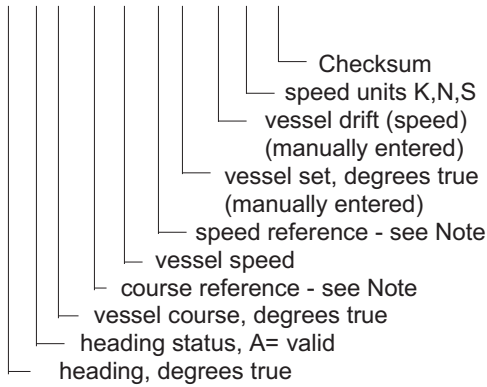 Checksum
speed units K,N,S
vessel drift (speed)
(manually entered)
vessel set, degrees true
(manually entered)
speed reference - see Note
vessel speed
course reference - see Note
vessel course, degrees true
heading status, A= valid
heading, degrees true